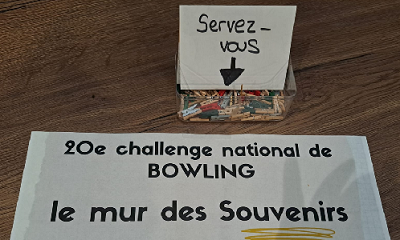 Servez-
vous
20e challenge national de
BOWLING
le mur des Souvenirs